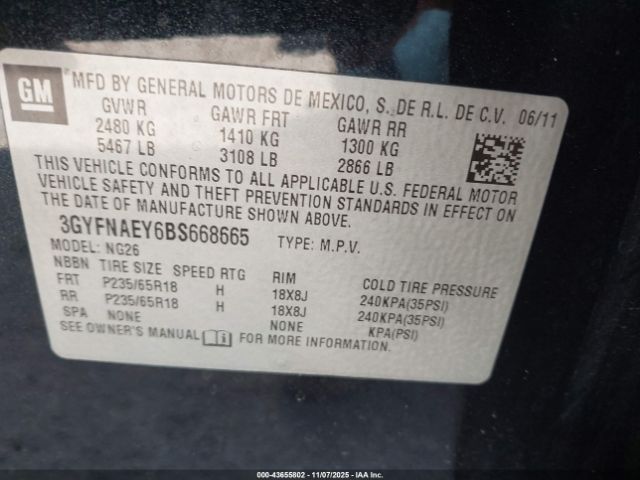 GM
MFD BY GENERAL MOTORS DE MEXICO, S. DE R.L. DE C.V. 06/11
GVWR GAWR FRT GAWR RR
2480 KG 1410 KG 1300 KG
5467 LB 3108 LB 2866 LB
THIS VEHICLE CONFORMS TO ALL APPLICABLE U.S. FEDERAL MOTOR
VEHICLE SAFETY AND THEFT PREVENTION STANDARDS IN EFFECT ON
THE DATE OF MANUFACTURE SHOWN ABOVE.
3GYFNAEY6BS668665 TYPE: M.P.V.
MODEL: NG26
NBBN TIRE SIZE SPEED RTG RIM COLD TIRE PRESSURE
FRT P235/65R18 H 18X8J 240KPA(35PSI)
RR P235/65R18 H 18X8J 240KPA(35PSI)
SPA NONE NONE KPA(PSI)
SEE OWNER'S MANUAL FOR MORE INFORMATION.
000-43655802 - 11/07/2025 - IAA Inc.